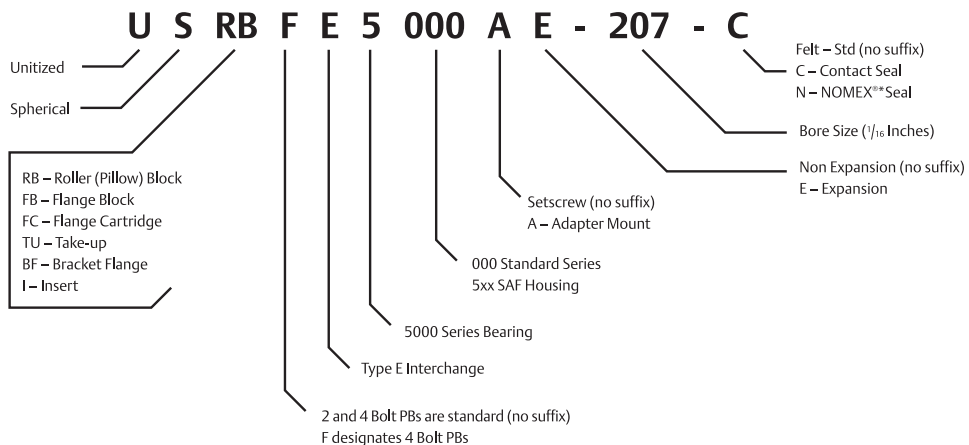 U S RB F E 5 000 A E - 207 - C
Unitized
Spherical
RB – Roller (Pillow) Block
FB – Flange Block
FC – Flange Cartridge
TU – Take-up
BF – Bracket Flange
I – Insert
Felt – Std (no suffix)
C – Contact Seal
N – NOMEX®* Seal
Bore Size (1/16 Inches)
Non Expansion (no suffix)
E – Expansion
Setscrew (no suffix)
A – Adapter Mount
000 Standard Series
5xx SAF Housing
5000 Series Bearing
Type E Interchange
2 and 4 Bolt PBs are standard (no suffix)
F designates 4 Bolt PBs